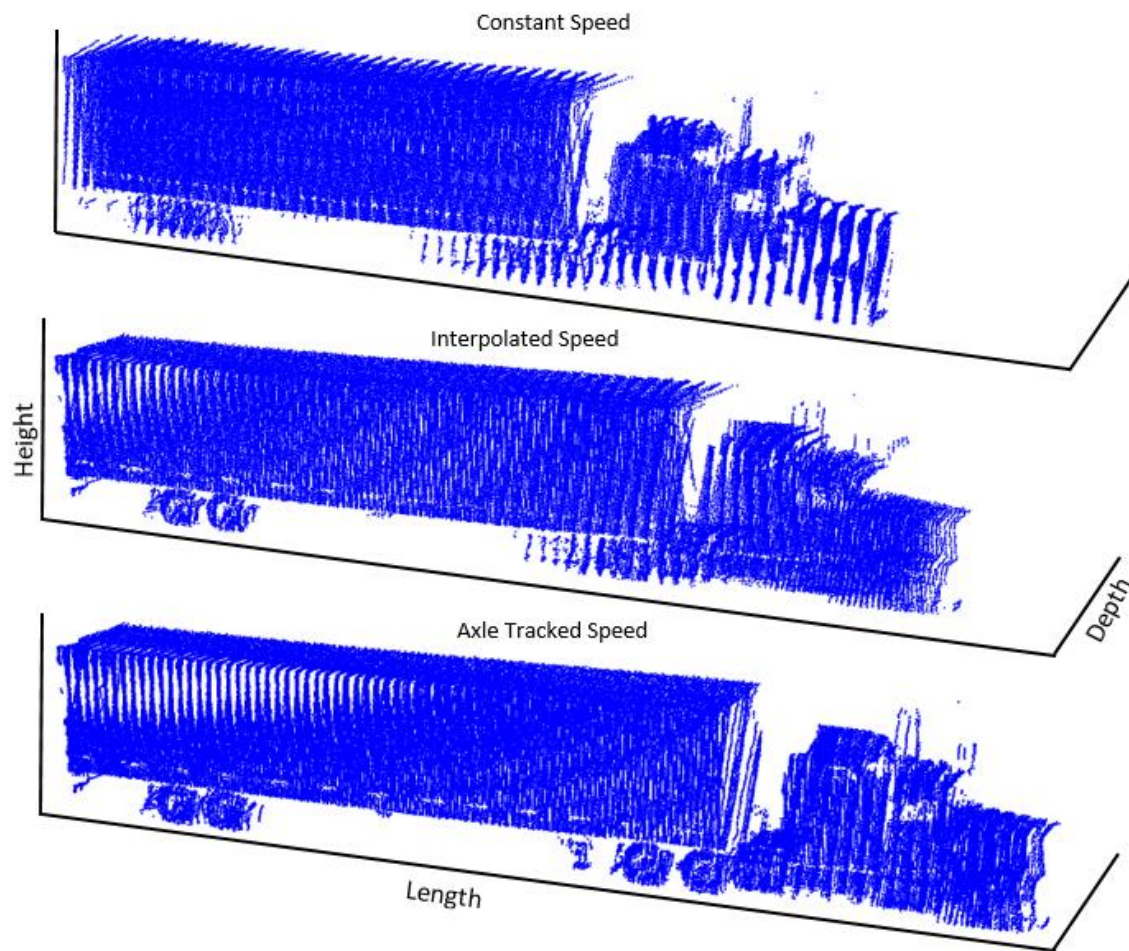 Constant Speed
Interpolated Speed
Height
Depth
Axle Tracked Speed
Length